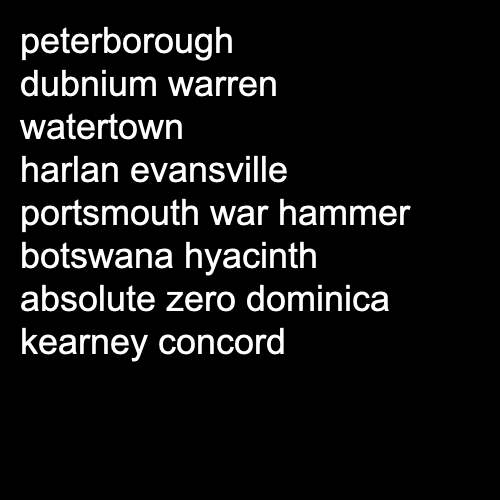 peterborough
dubnium warren
watertown
harlan evansville
portsmouth war hammer
botswana hyacinth
absolute zero dominica
kearney concord